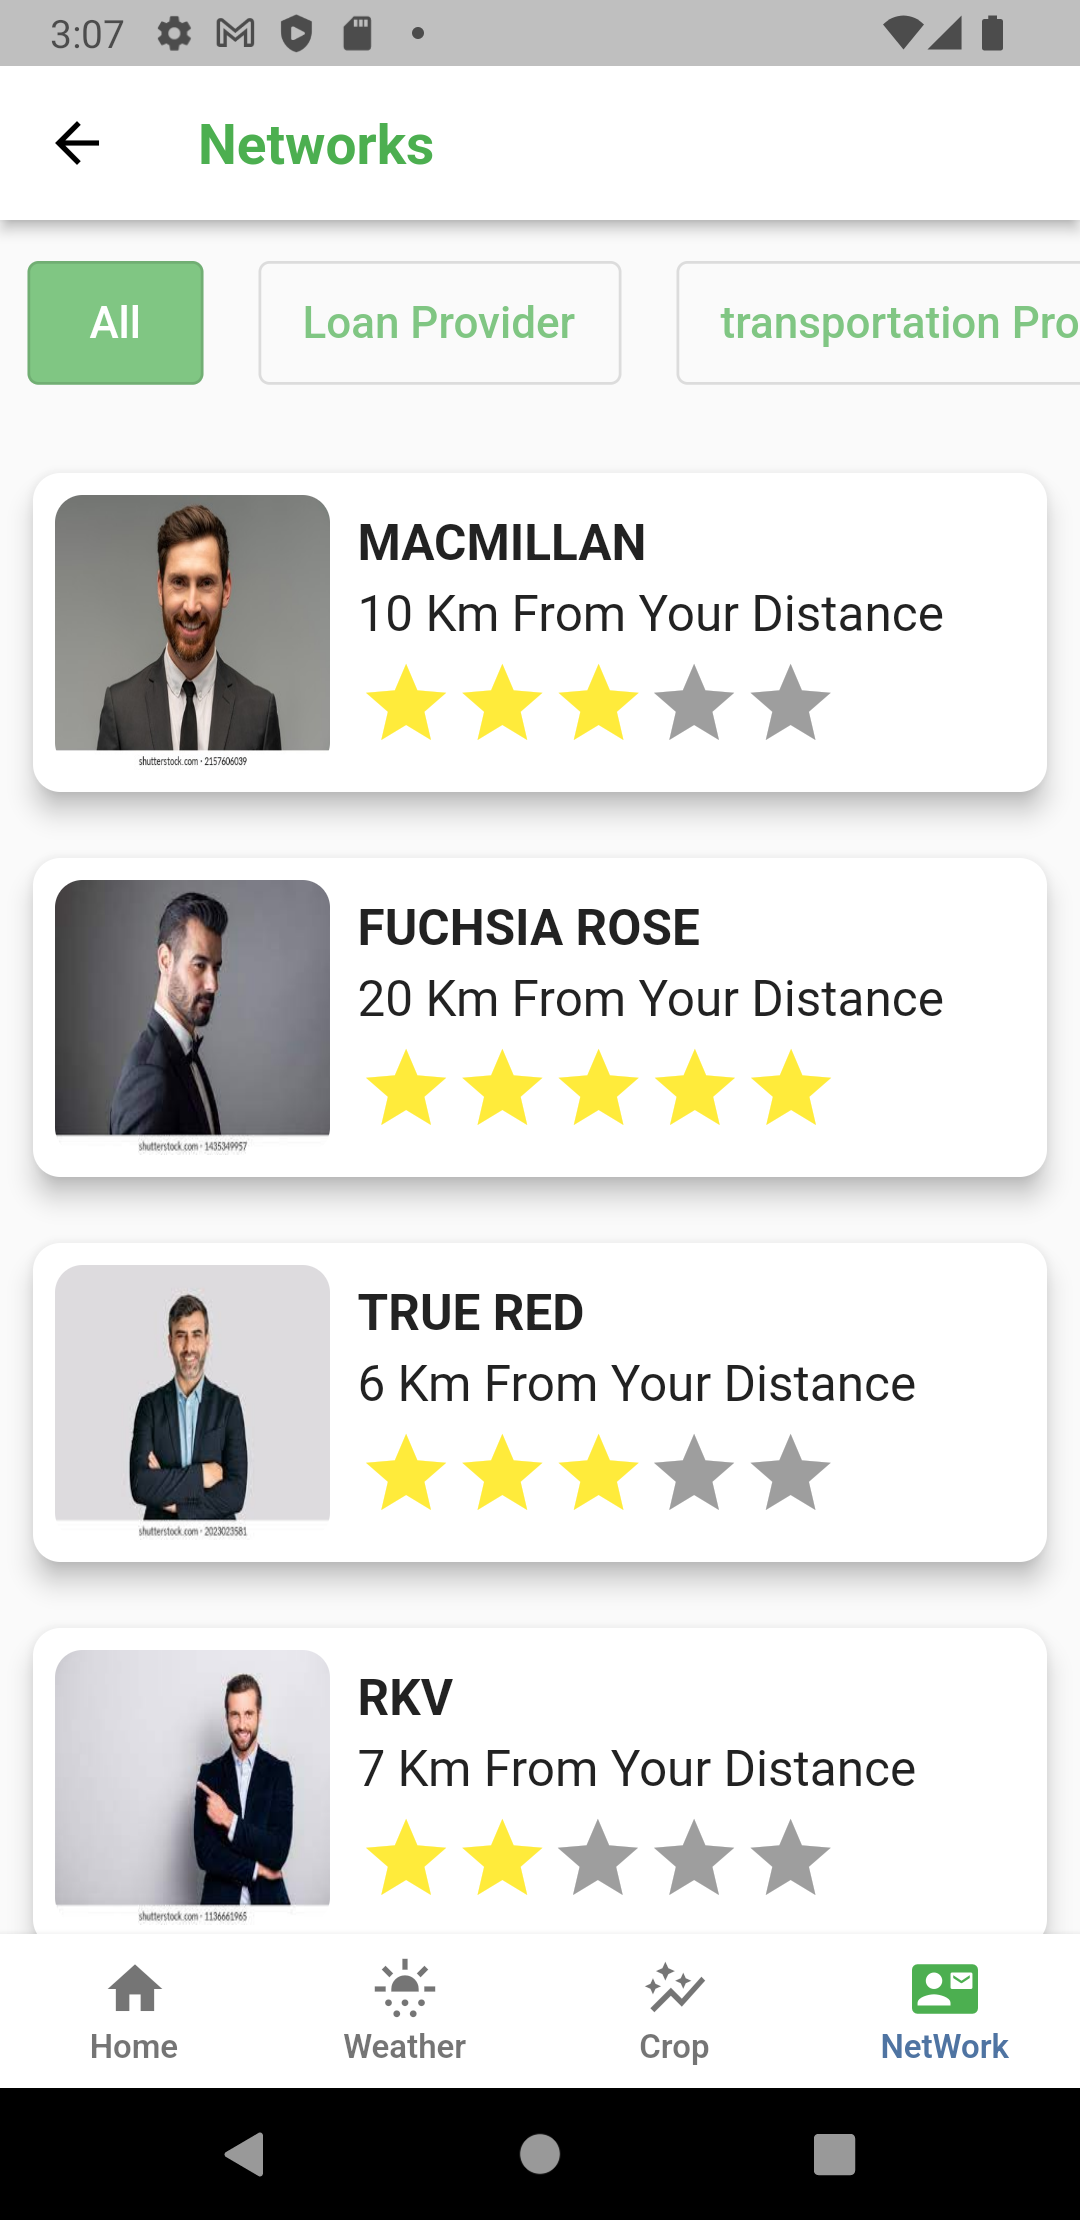 3:07
Networks
All
Loan Provider
transportation Pro
MACMILLAN
10 Km From Your Distance
shutterstock.com · 2157606039
FUCHSIA ROSE
20 Km From Your Distance
shutterstock.com · 1435349957
TRUE RED
6 Km From Your Distance
shutterstock.com · 2023023581
RKV
7 Km From Your Distance
shutterstock.com · 1136661965
Home
Weather
Crop
NetWork